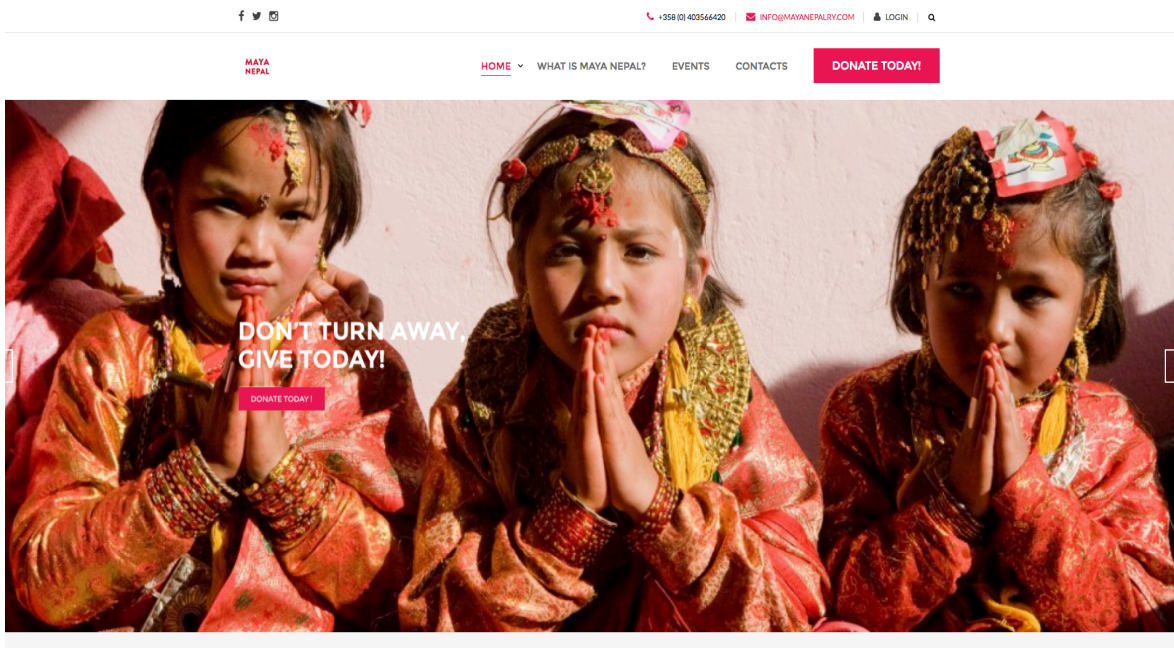 +358 (0) 403566420
INFO@MAYANEPALRY.COM
LOGIN
MAYA
NEPAL
HOME
WHAT IS MAYA NEPAL?
EVENTS
CONTACTS
DONATE TODAY!
DON'T TURN AWAY,
GIVE TODAY!
DONATE TODAY !